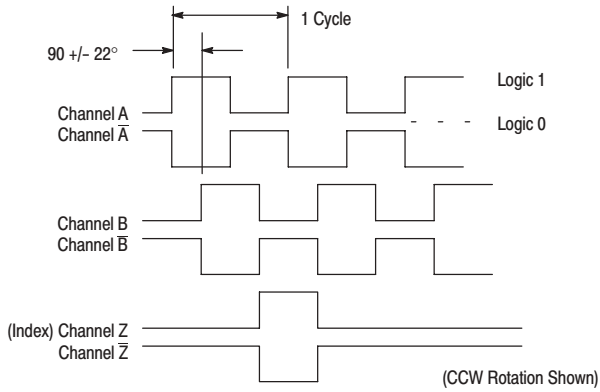 1 Cycle
90 +/– 22°
Logic 1
Channel A
Channel A̅
Logic 0
Channel B
Channel B̅
(Index) Channel Z
Channel Z̅
(CCW Rotation Shown)